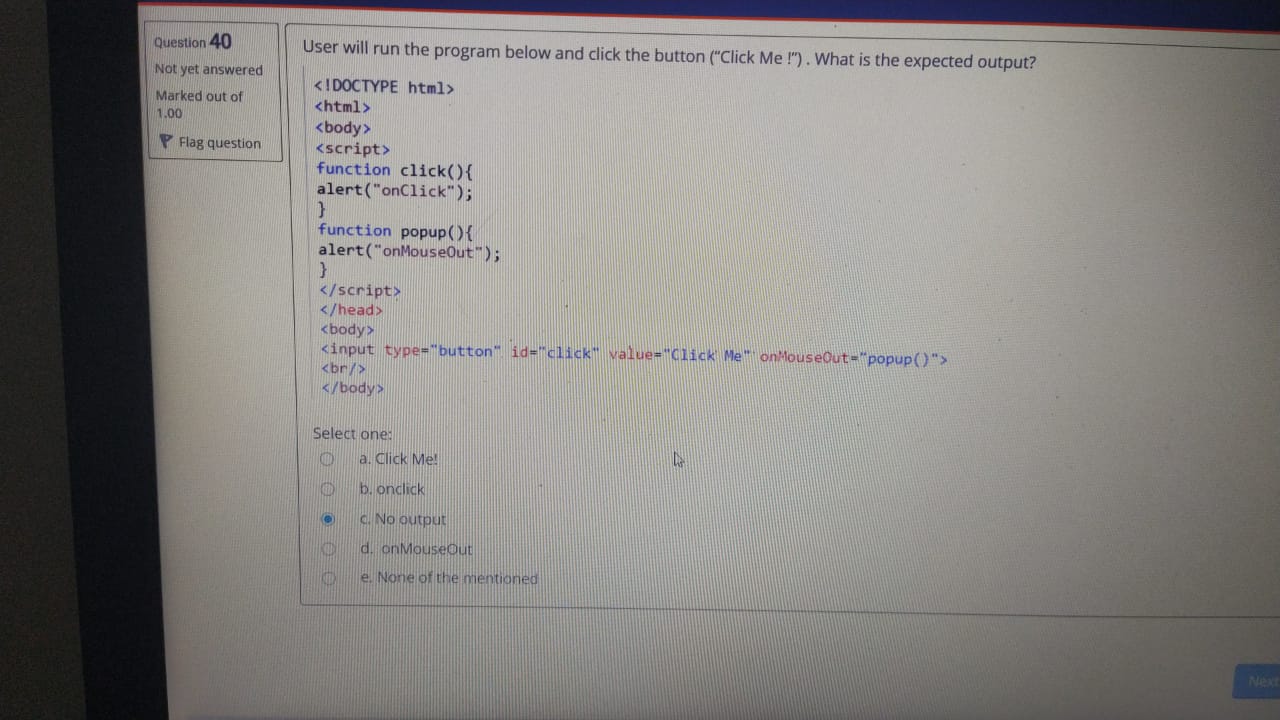 Question 40
Not yet answered
Marked out of
1.00
Flag question
User will run the program below and click the button (“Click Me !”) . What is the expected output?
<!DOCTYPE html>
<html>
<body>
<script>
function click(){
alert("onClick");
}
function popup(){
alert("onMouseOut");
}
</script>
</head>
<body>
<input type="button" id="click" value="Click Me" onMouseOut="popup()">
<br/>
</body>
Select one:
a. Click Me!
b. onclick
c. No output
d. onMouseOut
e. None of the mentioned
Next